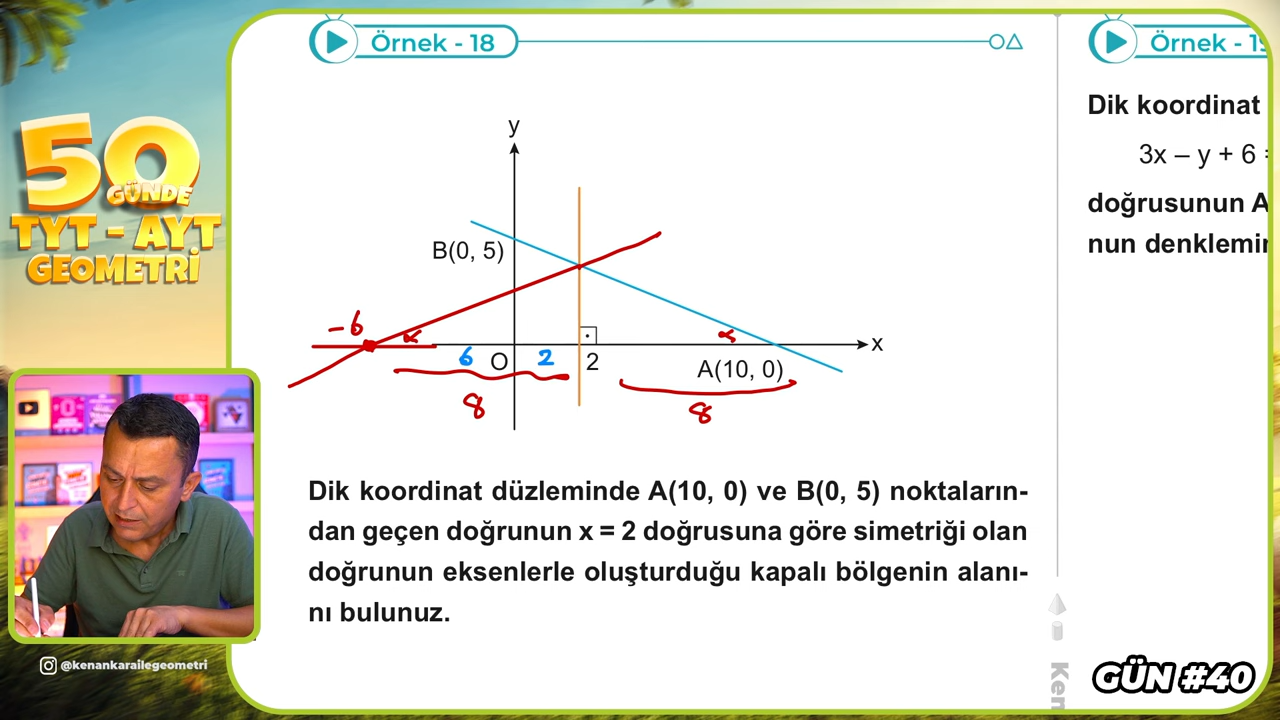 50
GÜNDE
TYT - AYT
GEOMETRİ
Örnek - 18
y
B(0, 5)
-6
α
α
6
O
2
2
x
A(10, 0)
8
8
Dik koordinat düzleminde A(10, 0) ve B(0, 5) noktaların-
dan geçen doğrunun x = 2 doğrusuna göre simetriği olan
doğrunun eksenlerle oluşturduğu kapalı bölgenin alanı-
nı bulunuz.
Örnek - 1
Dik koordinat
3x – y + 6
doğrusunun A
nun denklemi
Ken
GÜN #40
@kenankarailegeometri